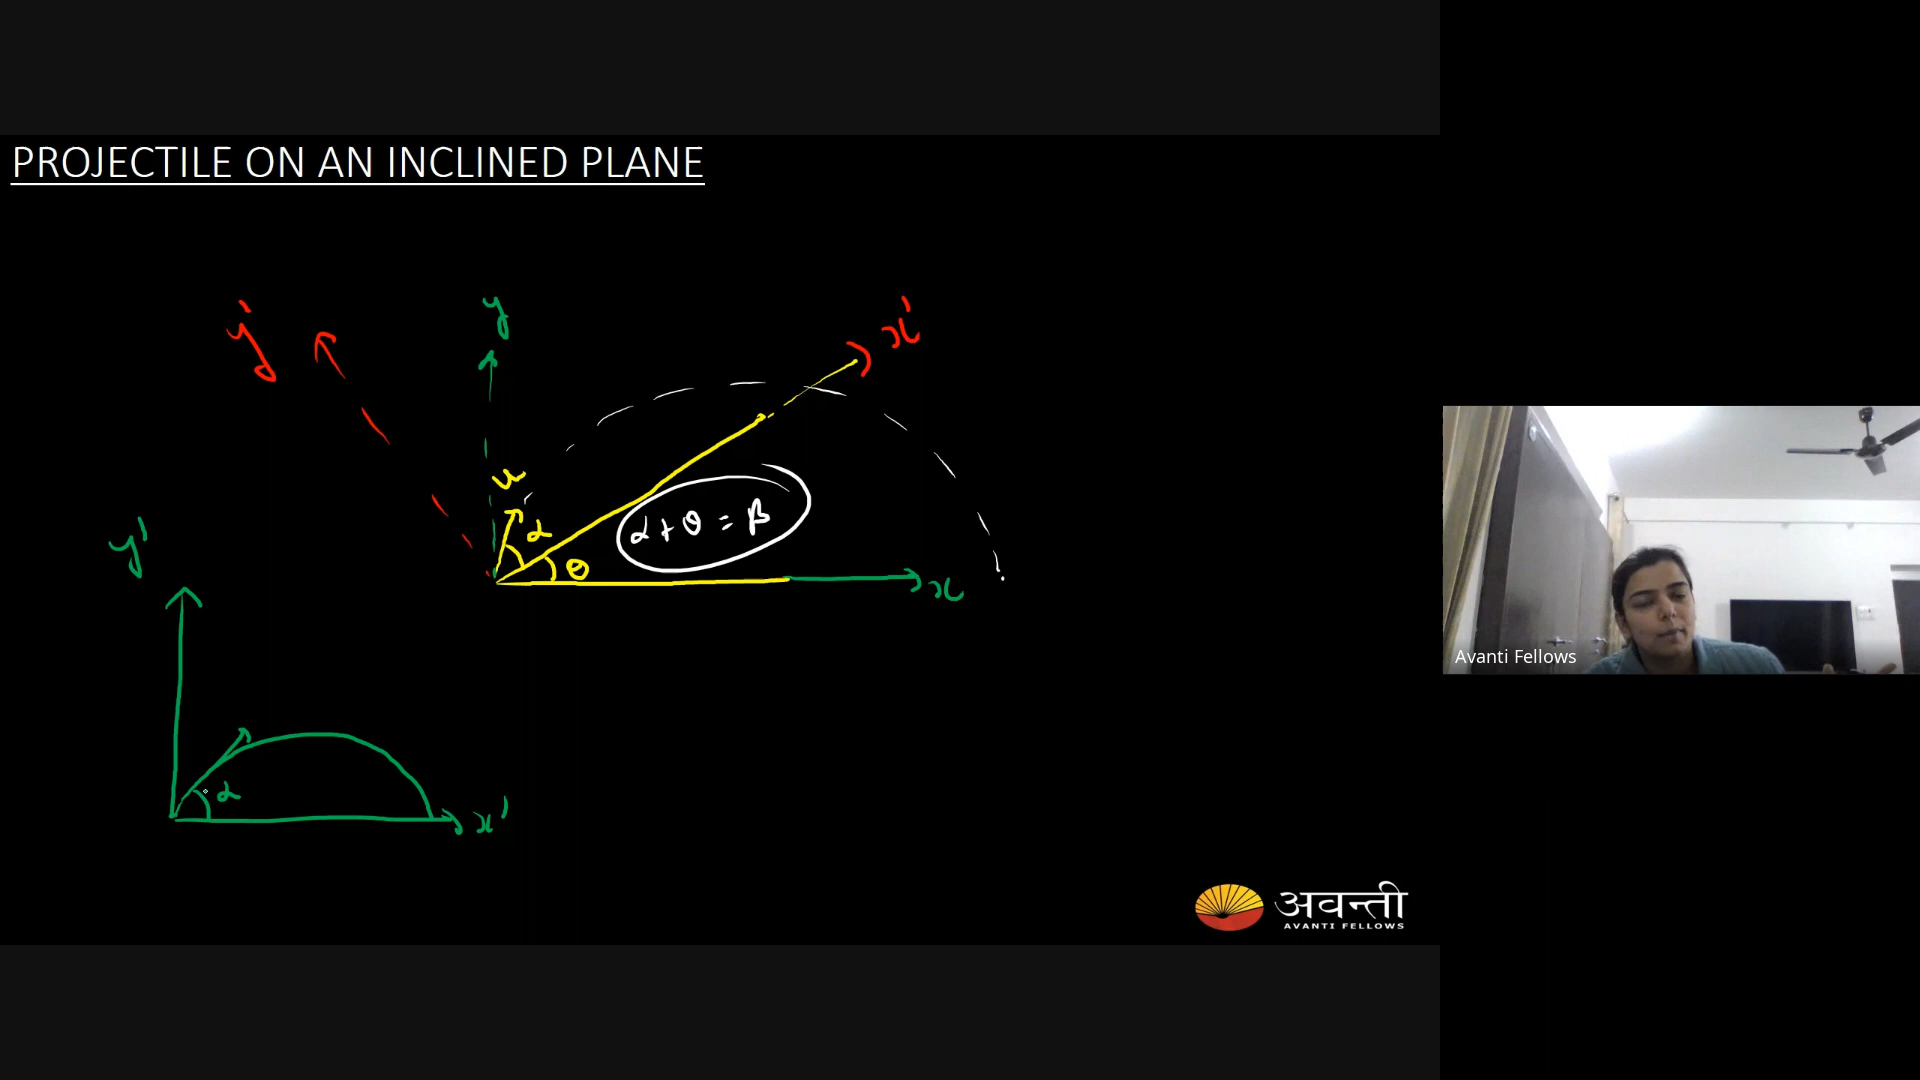 PROJECTILE ON AN INCLINED PLANE
y'
y
x'
u
α
α + θ = β
θ
x
y'
α
x'
Avanti Fellows
अवन्ती
AVANTI FELLOWS